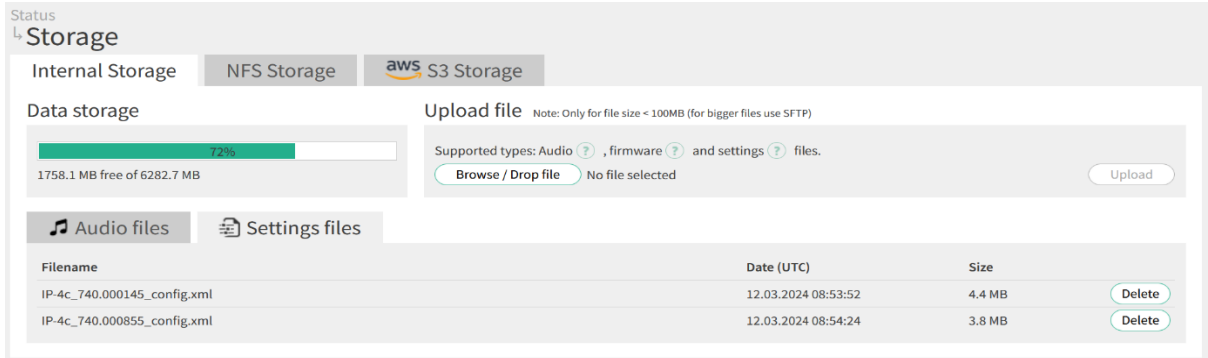 Status
↳ Storage
Internal Storage NFS Storage aws S3 Storage
Data storage
72%
1758.1 MB free of 6282.7 MB
Upload file Note: Only for file size < 100MB (for bigger files use SFTP)
Supported types: Audio ? , firmware ? and settings ? files.
Browse / Drop file No file selected Upload
Audio files Settings files
Filename Date (UTC) Size
IP-4c_740.000145_config.xml 12.03.2024 08:53:52 4.4 MB Delete
IP-4c_740.000855_config.xml 12.03.2024 08:54:24 3.8 MB Delete